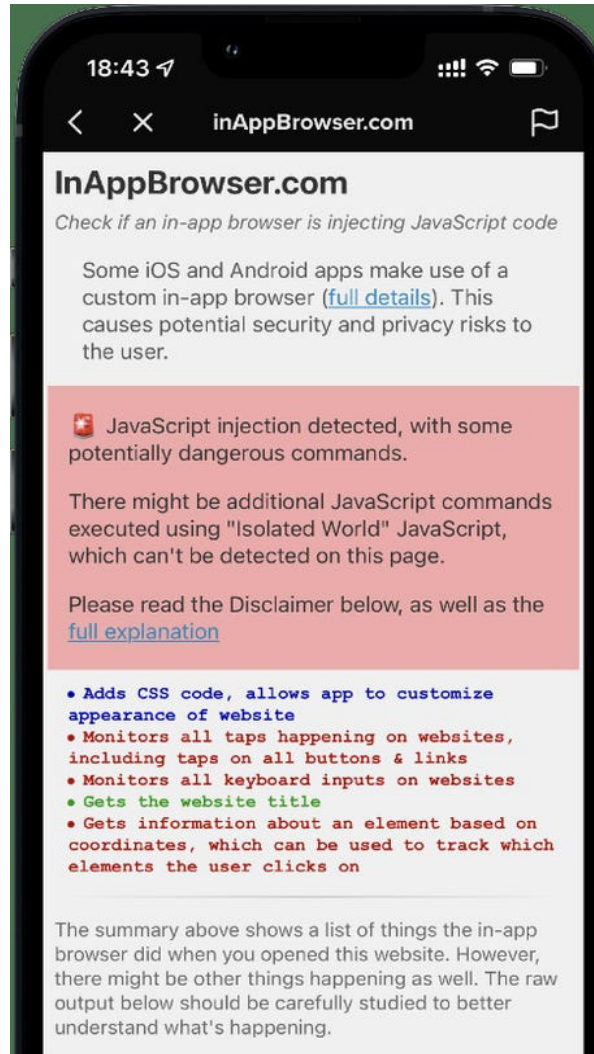 18:43
inAppBrowser.com
InAppBrowser.com
Check if an in-app browser is injecting JavaScript code
Some iOS and Android apps make use of a
custom in-app browser (full details). This
causes potential security and privacy risks to
the user.
🚨 JavaScript injection detected, with some
potentially dangerous commands.
There might be additional JavaScript commands
executed using "Isolated World" JavaScript,
which can't be detected on this page.
Please read the Disclaimer below, as well as the
full explanation
• Adds CSS code, allows app to customize
appearance of website
• Monitors all taps happening on websites,
including taps on all buttons & links
• Monitors all keyboard inputs on websites
• Gets the website title
• Gets information about an element based on
coordinates, which can be used to track which
elements the user clicks on
The summary above shows a list of things the in-app
browser did when you opened this website. However,
there might be other things happening as well. The raw
output below should be carefully studied to better
understand what's happening.